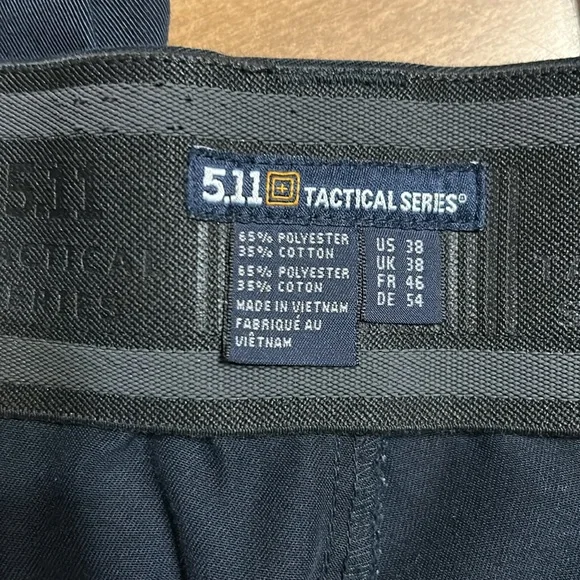 5.11 TACTICAL SERIES®
65% POLYESTER
35% COTTON
65% POLYESTER
35% COTON
MADE IN VIETNAM
FABRIQUÉ AU
VIÊTNAM
US 38
UK 38
FR 46
DE 54